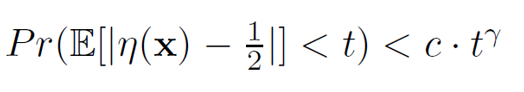 Pr(𝔼[|η(𝐱) − 1/2|] < t) < c · t^γ